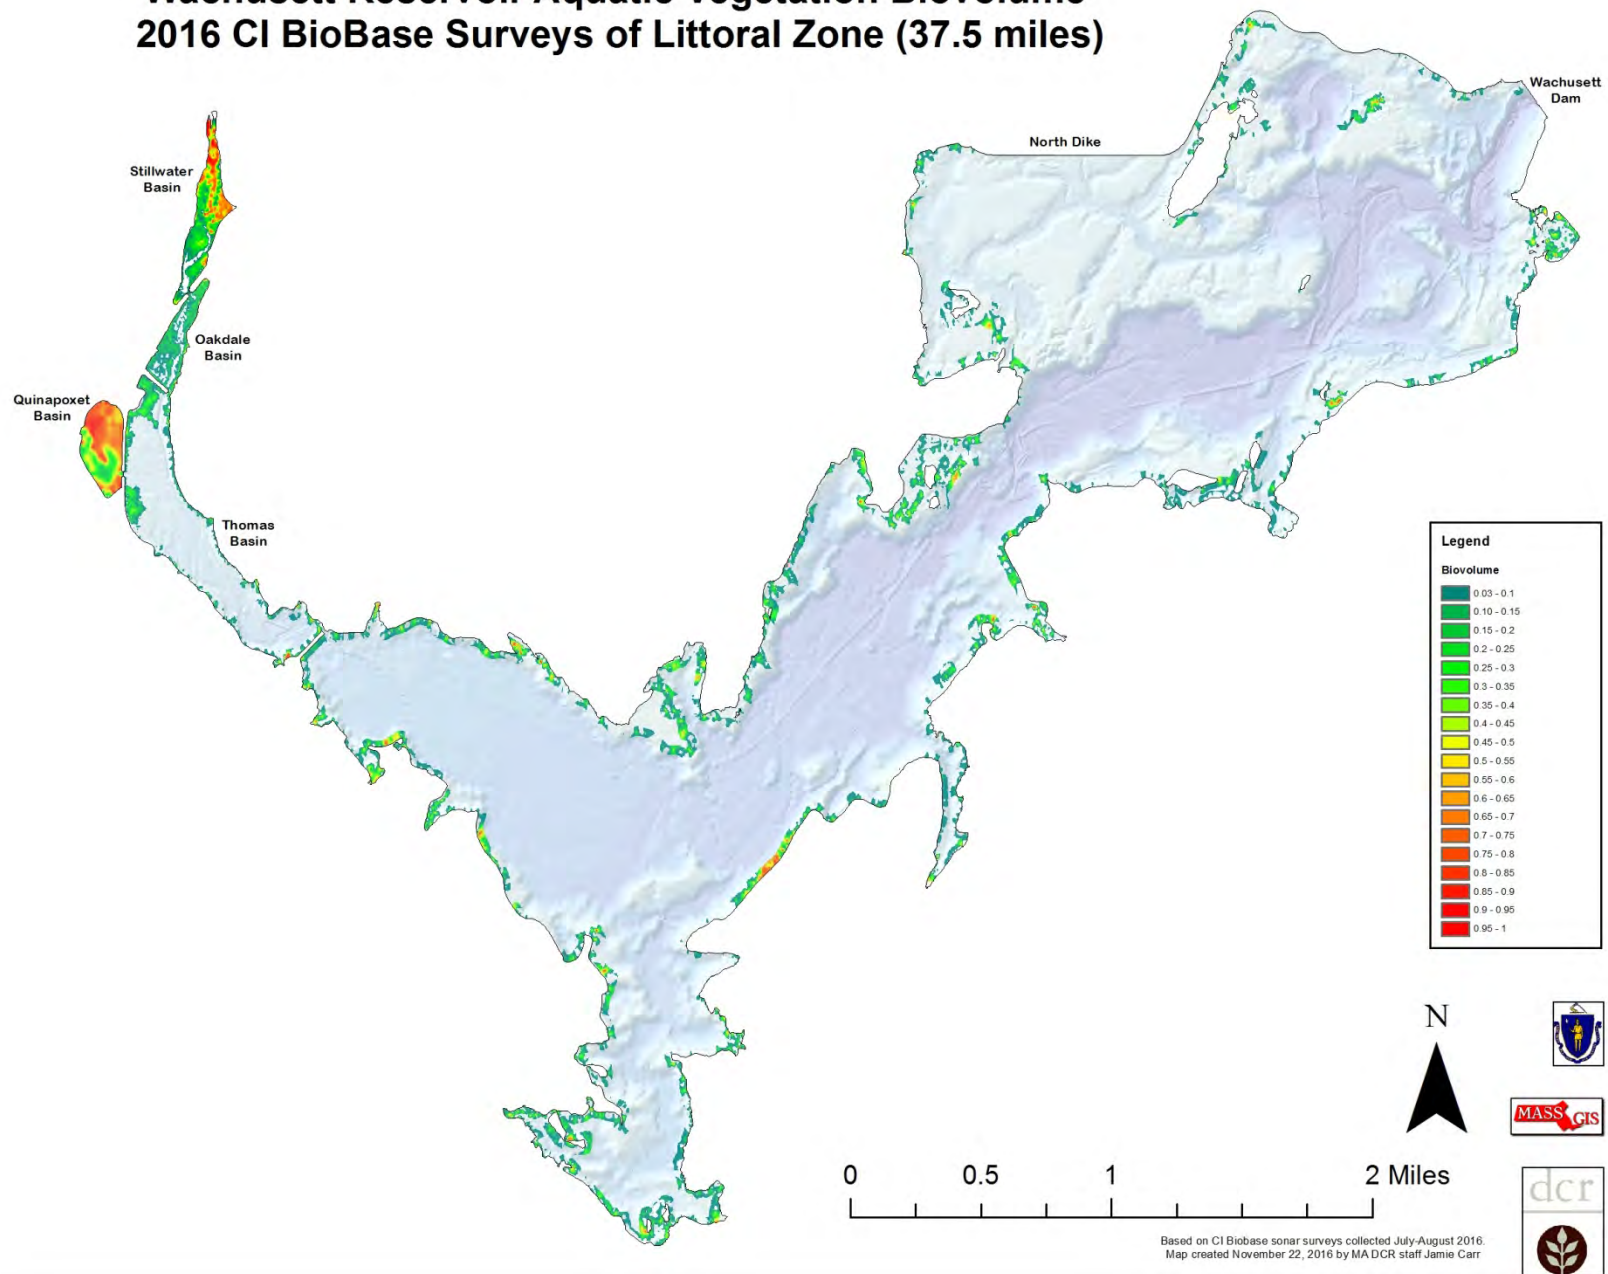 Wachusett Reservoir Aquatic Vegetation Biovolume
2016 CI BioBase Surveys of Littoral Zone (37.5 miles)
Wachusett
Dam
North Dike
Stillwater
Basin
Oakdale
Basin
Quinapoxet
Basin
Thomas
Basin
Legend
Biovolume
0.03 - 0.1
0.10 - 0.15
0.15 - 0.2
0.2 - 0.25
0.25 - 0.3
0.3 - 0.35
0.35 - 0.4
0.4 - 0.45
0.45 - 0.5
0.5 - 0.55
0.55 - 0.6
0.6 - 0.65
0.65 - 0.7
0.7 - 0.75
0.75 - 0.8
0.8 - 0.85
0.85 - 0.9
0.9 - 0.95
0.95 - 1
N
MASS GIS
0 0.5 1 2 Miles
dcr
Based on CI Biobase sonar surveys collected July-August 2016.
Map created November 22, 2016 by MA DCR staff Jamie Carr